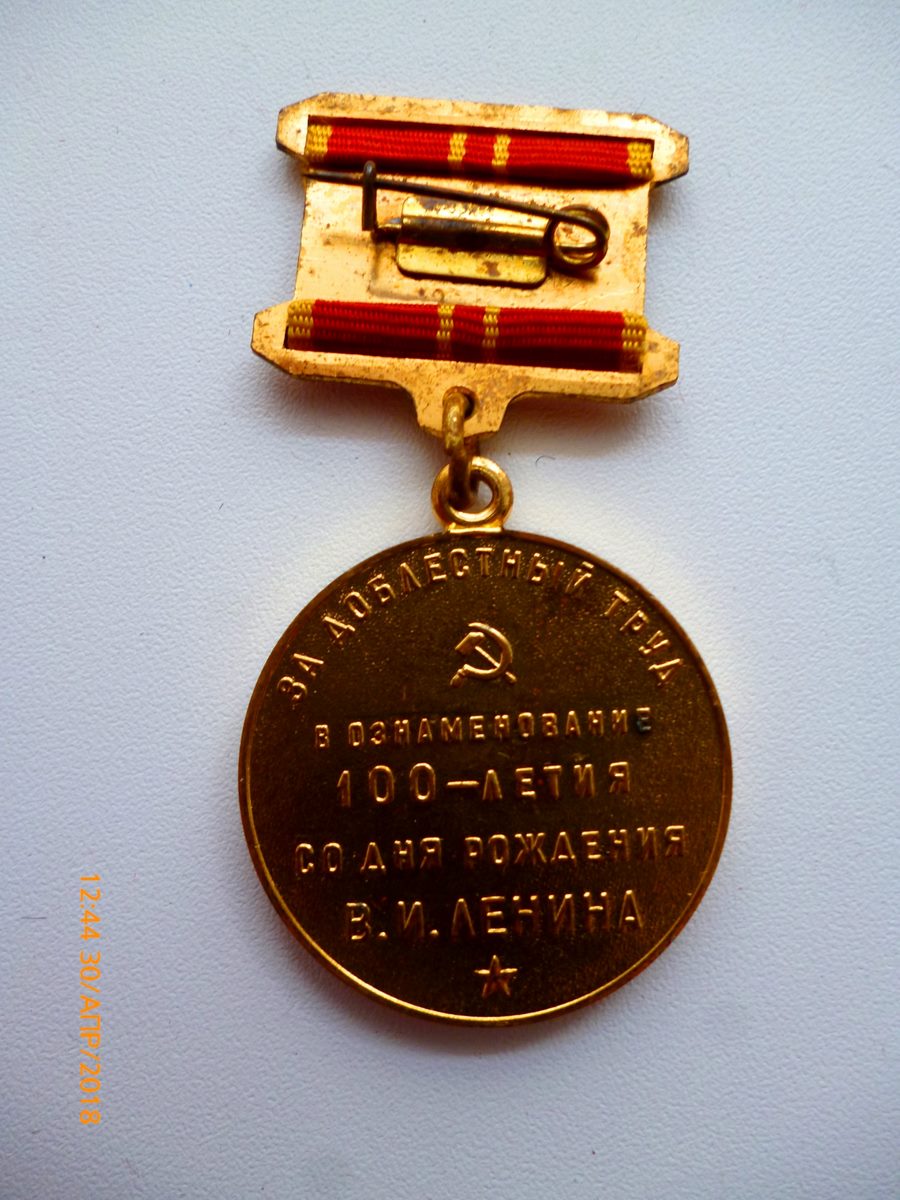 ЗА ДОБЛЕСТНЫЙ ТРУД
В ОЗНАМЕНОВАНИЕ
100-ЛЕТИЯ
СО ДНЯ РОЖДЕНИЯ
В.И.ЛЕНИНА
12:44 30/АПР/2018